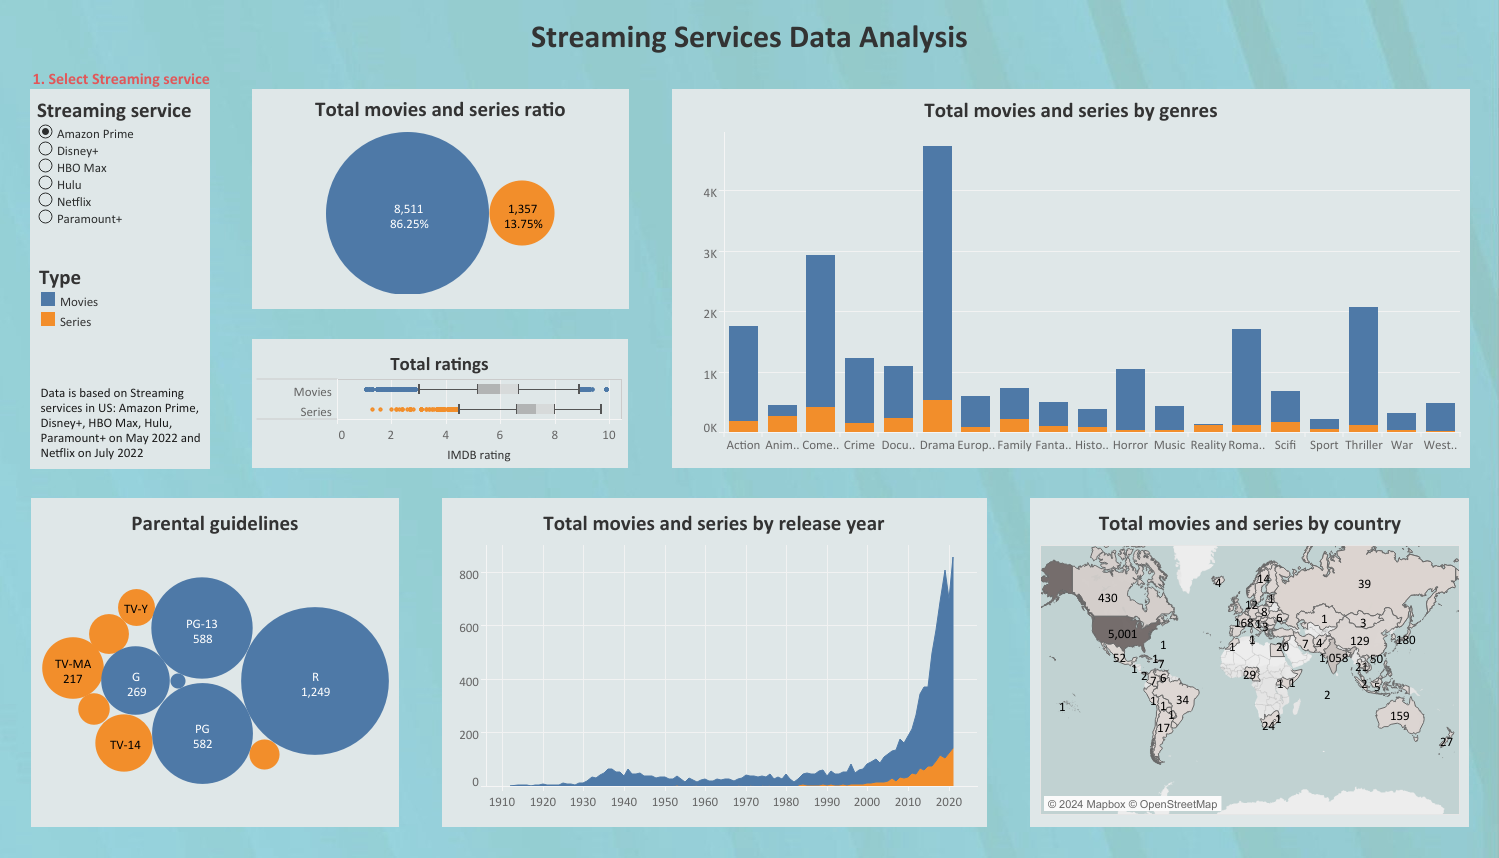 Streaming Services Data Analysis
1. Select Streaming service
Streaming service
Amazon Prime
Disney+
HBO Max
Hulu
Netflix
Paramount+
Type
Movies
Series
Data is based on Streaming
services in US: Amazon Prime,
Disney+, HBO Max, Hulu,
Paramount+ on May 2022 and
Netflix on July 2022
Total movies and series ratio
8,511
86.25%
1,357
13.75%
Total ratings
Movies
Series
0 2 4 6 8 10
IMDB rating
Total movies and series by genres
4K
3K
2K
1K
0K
Action Anim.. Come.. Crime Docu.. Drama Europ.. Family Fanta.. Histo.. Horror Music Reality Roma.. Scifi Sport Thriller War West..
Parental guidelines
TV-Y
PG-13
588
TV-MA
217
G
269
R
1,249
PG
582
TV-14
Total movies and series by release year
800
600
400
200
0
1910 1920 1930 1940 1950 1960 1970 1980 1990 2000 2010 2020
Total movies and series by country
4 14 39
430 12 1
8 6 1 3
5,001 168 13 129 180
1 1 1 20 7 4
52 1 7 1,058 50
1 2 7 6 29 1 1 21
2 5
1 1 1 34 2
1 17 24 1 159
27
© 2024 Mapbox © OpenStreetMap